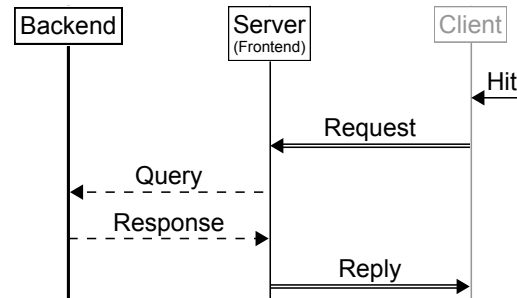 Backend
Server
(Frontend)
Client
Hit
Request
Query
Response
Reply